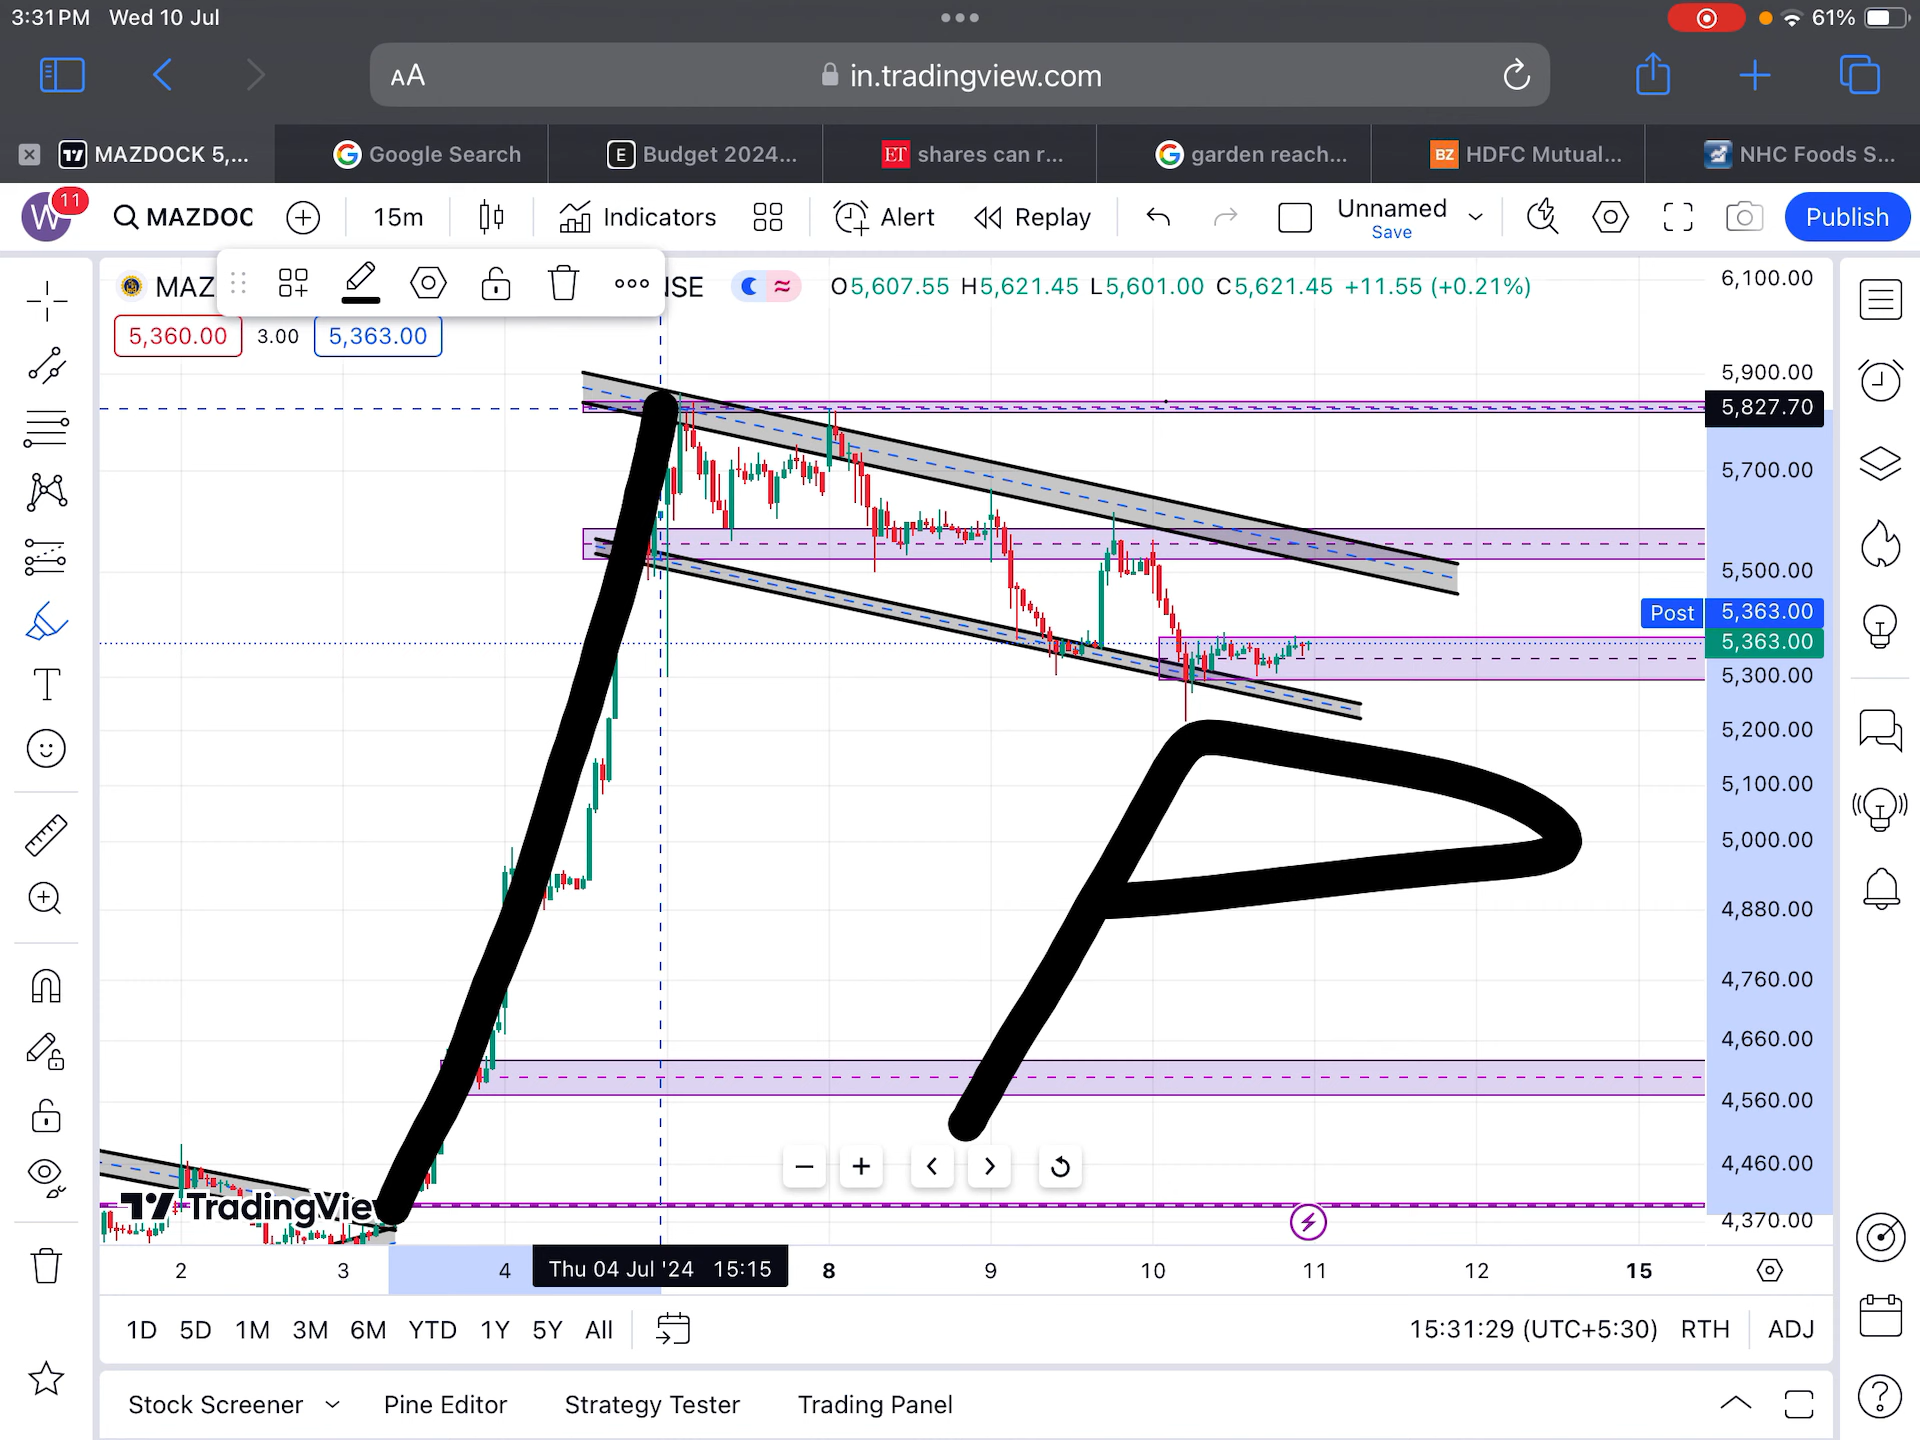 3:31 PM Wed 10 Jul
61%
AA
in.tradingview.com
MAZDOCK 5,...
Google Search
E
Budget 2024...
ET
shares can r...
garden reach...
BZ
HDFC Mutual...
NHC Foods S...
W
11
MAZDOC
15m
Indicators
Alert
Replay
Unnamed
Save
Publish
MAZ
NSE
O5,607.55 H5,621.45 L5,601.00 C5,621.45 +11.55 (+0.21%)
5,360.00
3.00
5,363.00
6,100.00
5,900.00
5,827.70
5,700.00
5,500.00
Post
5,363.00
5,363.00
5,300.00
5,200.00
5,100.00
5,000.00
4,880.00
4,760.00
4,660.00
4,560.00
4,460.00
4,370.00
TradingVie
2
3
4
Thu 04 Jul '24 15:15
8
9
10
11
12
15
1D 5D 1M 3M 6M YTD 1Y 5Y All
15:31:29 (UTC+5:30) RTH ADJ
Stock Screener
Pine Editor
Strategy Tester
Trading Panel